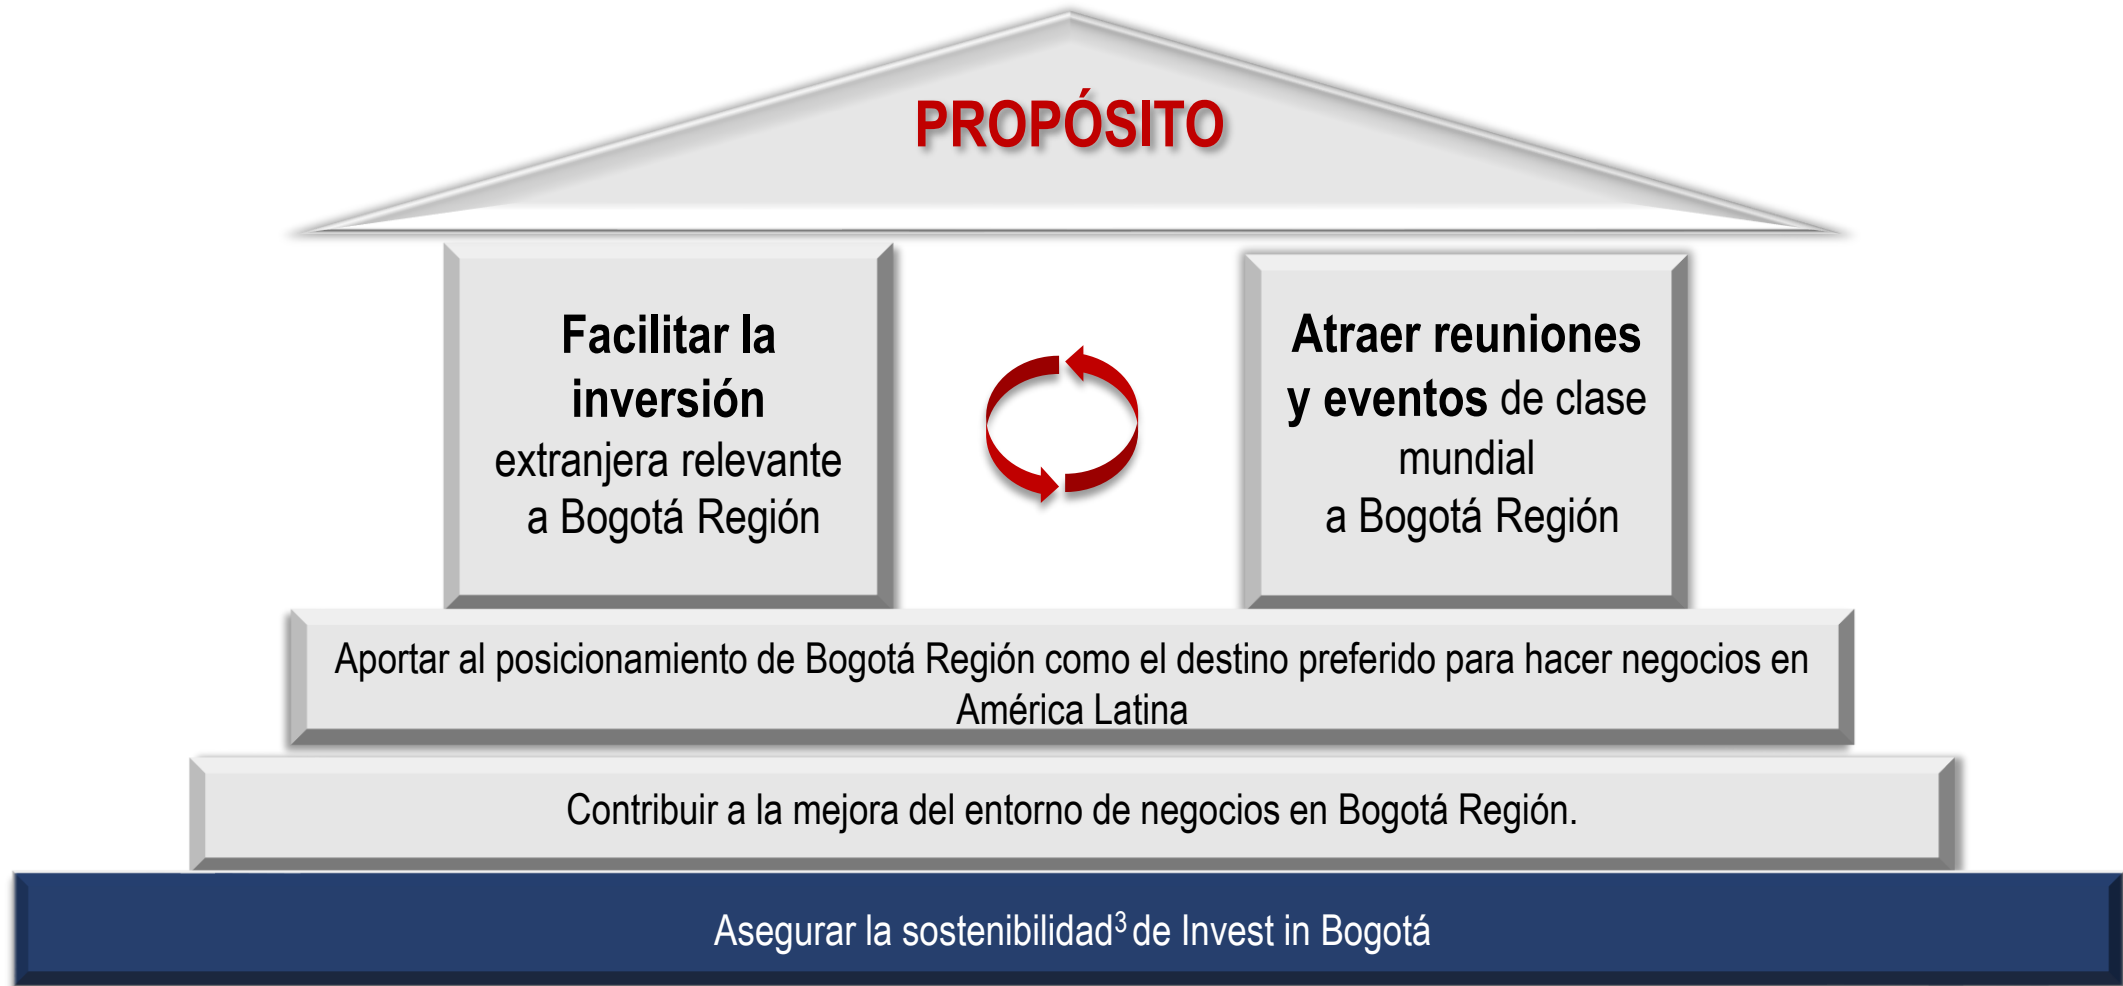 PROPÓSITO
Facilitar la
inversión
extranjera relevante
a Bogotá Región
Atraer reuniones
y eventos de clase
mundial
a Bogotá Región
Aportar al posicionamiento de Bogotá Región como el destino preferido para hacer negocios en
América Latina
Contribuir a la mejora del entorno de negocios en Bogotá Región.
Asegurar la sostenibilidad³ de Invest in Bogotá